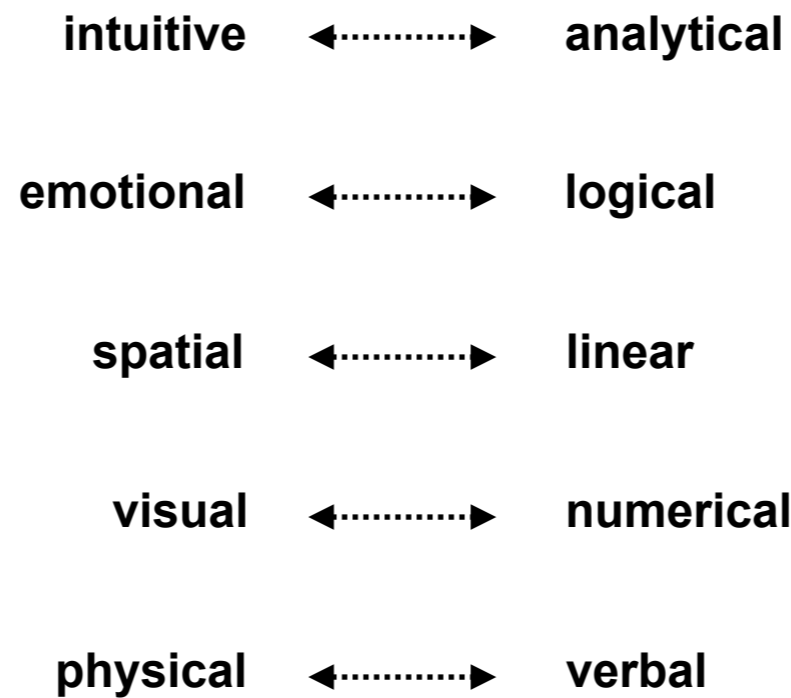 intuitive analytical
emotional logical
spatial linear
visual numerical
physical verbal